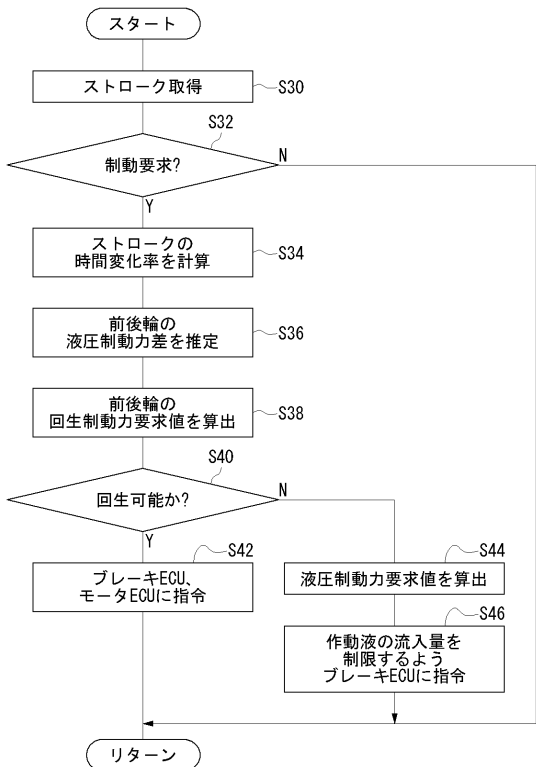 スタート
ストローク取得
S30
S32
制動要求?
N
Y
ストロークの
時間変化率を計算
S34
前後輪の
液圧制動力差を推定
S36
前後輪の
回生制動力要求値を算出
S38
S40
回生可能か?
N
Y
S42
ブレーキECU、
モータECUに指令
S44
液圧制動力要求値を算出
S46
作動液の流入量を
制限するよう
ブレーキECUに指令
リターン